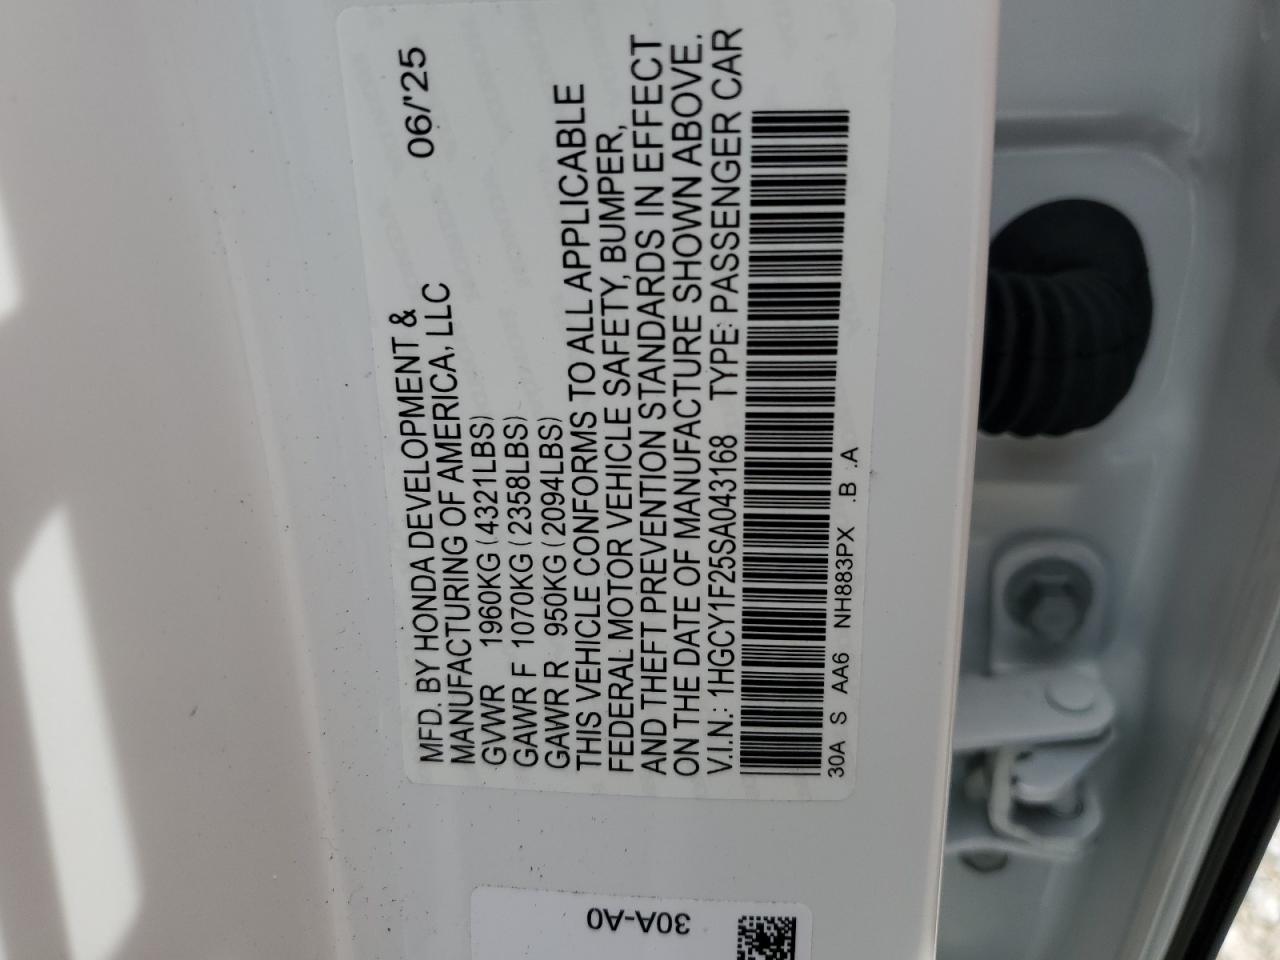 MFD. BY HONDA DEVELOPMENT &
MANUFACTURING OF AMERICA, LLC 06/'25
GVWR 1960KG (4321LBS)
GAWR F 1070KG (2358LBS)
GAWR R 950KG (2094LBS)
THIS VEHICLE CONFORMS TO ALL APPLICABLE
FEDERAL MOTOR VEHICLE SAFETY, BUMPER,
AND THEFT PREVENTION STANDARDS IN EFFECT
ON THE DATE OF MANUFACTURE SHOWN ABOVE.
V.I.N.: 1HGCY1F25SA043168 TYPE: PASSENGER CAR
30A S AA6 NH883PX .B .A
30A-A0